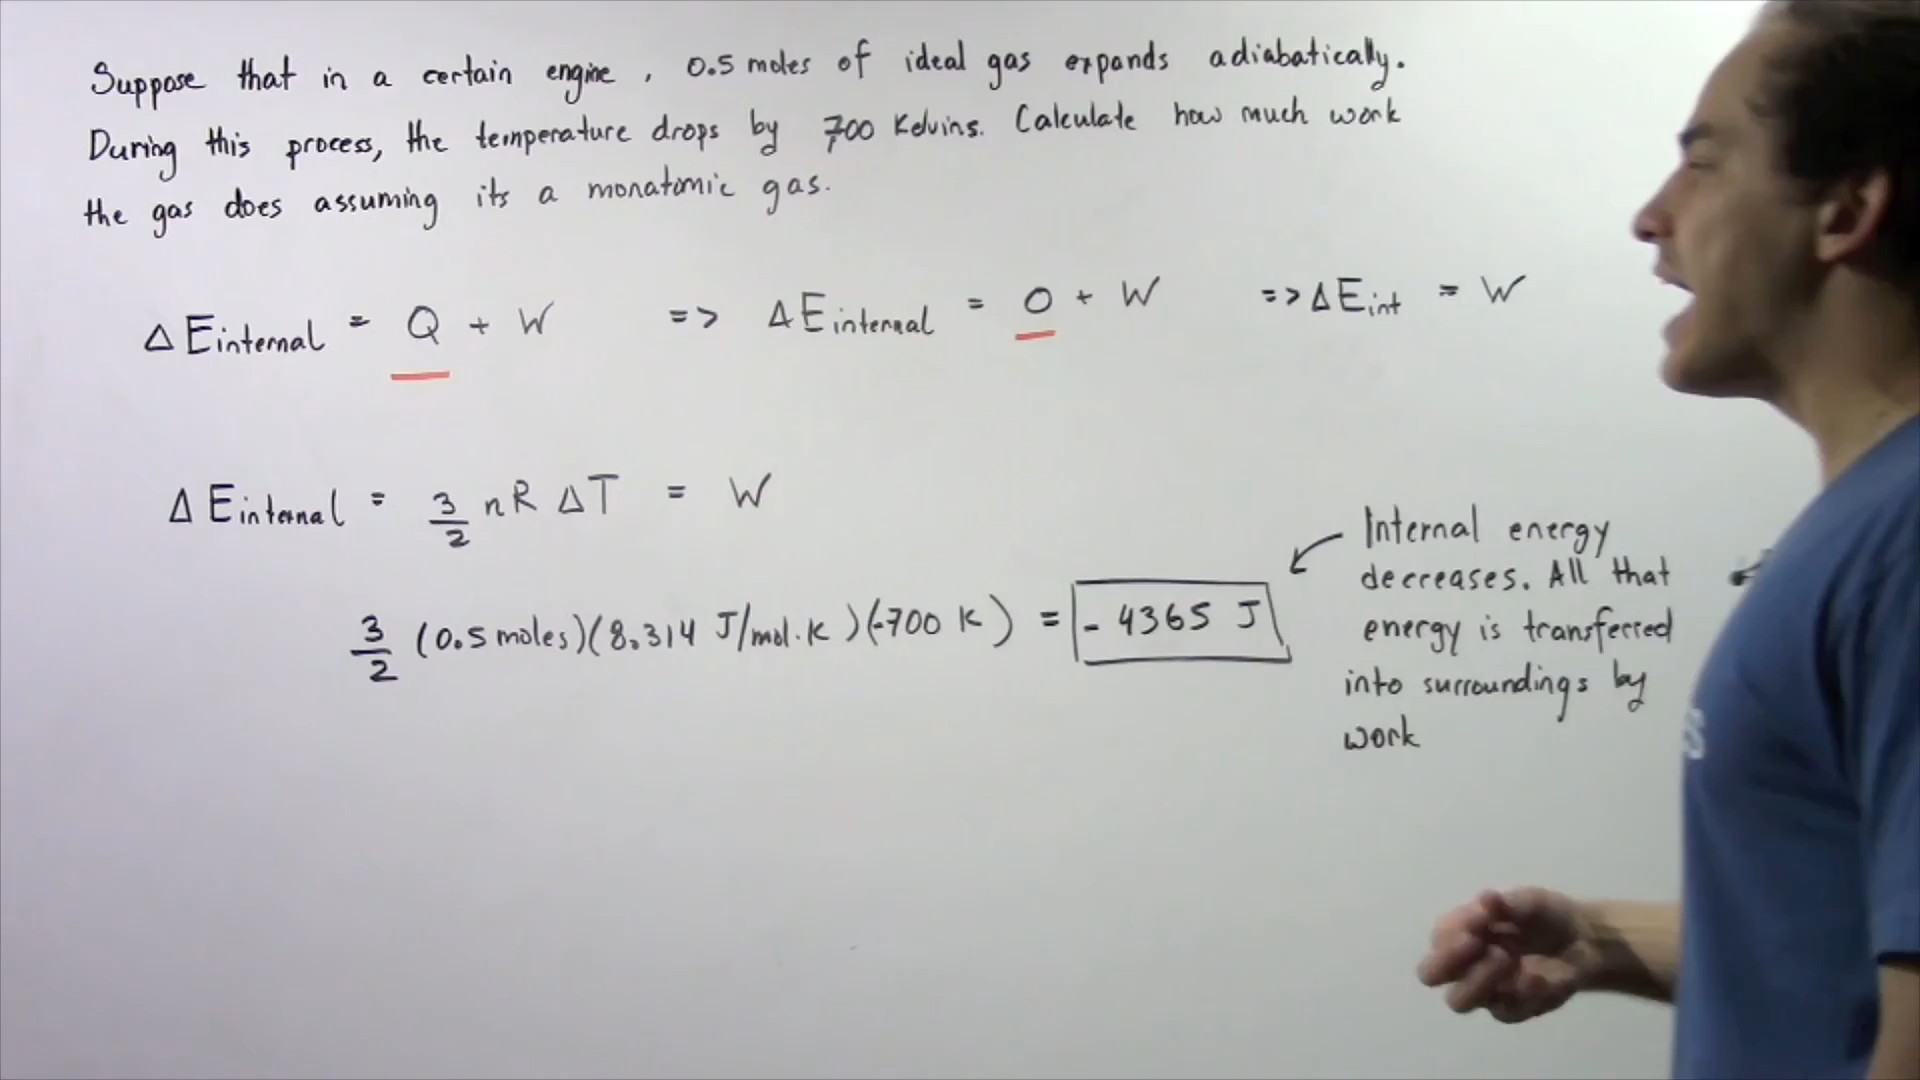 Suppose that in a certain engine, 0.5 moles of ideal gas expands adiabatically.
During this process, the temperature drops by 700 Kelvins. Calculate how much work
the gas does assuming its a monatomic gas.
ΔEinternal = Q + W => ΔEinternal = 0 + W => ΔEint = W
ΔEinternal = 3/2 nRΔT = W
3/2 (0.5 moles)(8.314 J/mol·K)(-700 K) = -4365 J
Internal energy
decreases. All that
energy is transferred
into surroundings by
work